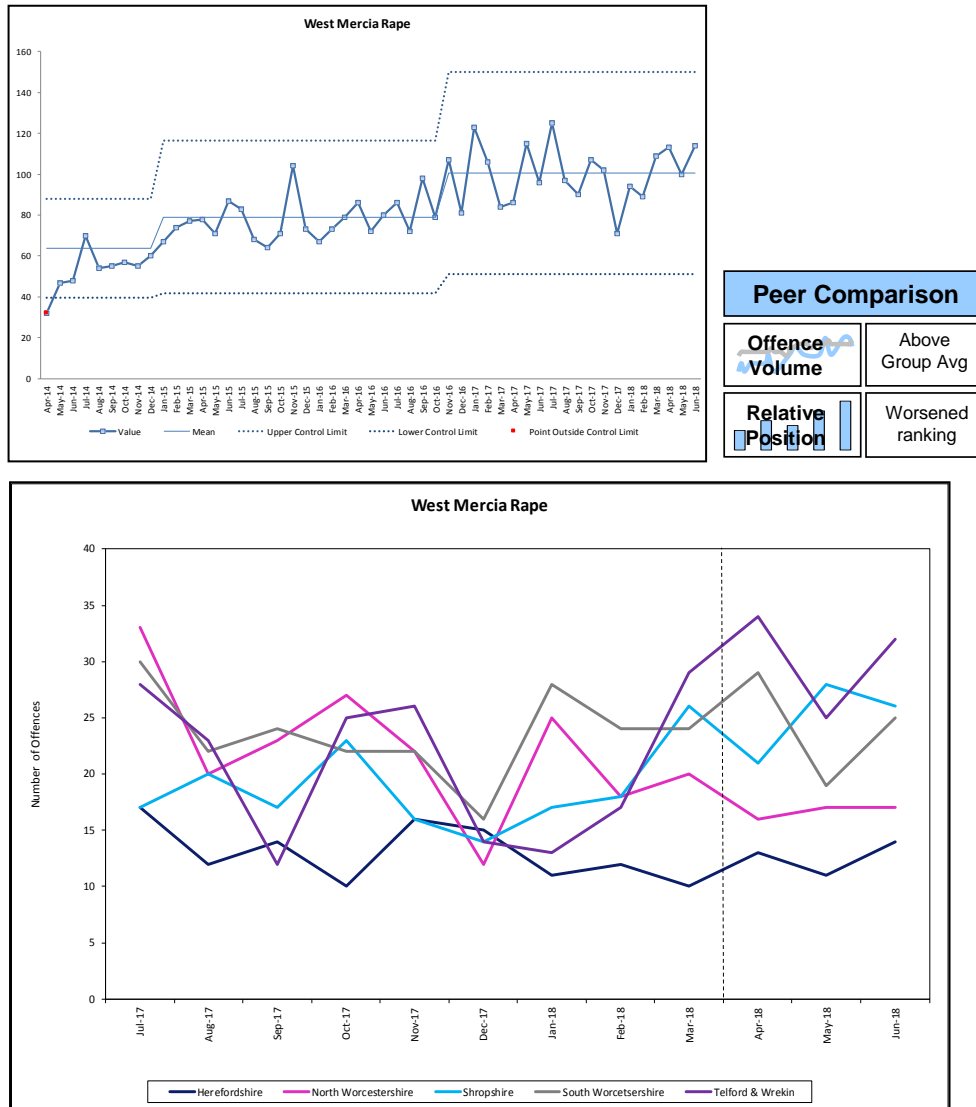 West Mercia Rape
160
140
120
100
80
60
40
20
0
Apr-14
May-14
Jun-14
Jul-14
Aug-14
Sep-14
Oct-14
Nov-14
Dec-14
Jan-15
Feb-15
Mar-15
Apr-15
May-15
Jun-15
Jul-15
Aug-15
Sep-15
Oct-15
Nov-15
Dec-15
Jan-16
Feb-16
Mar-16
Apr-16
May-16
Jun-16
Jul-16
Aug-16
Sep-16
Oct-16
Nov-16
Dec-16
Jan-17
Feb-17
Mar-17
Apr-17
May-17
Jun-17
Jul-17
Aug-17
Sep-17
Oct-17
Nov-17
Dec-17
Jan-18
Feb-18
Mar-18
Apr-18
May-18
Jun-18
Value Mean Upper Control Limit Lower Control Limit Point Outside Control Limit
Peer Comparison
Offence
Volume
Above
Group Avg
Relative
Position
Worsened
ranking
West Mercia Rape
Number of Offences
40
35
30
25
20
15
10
5
0
Jul-17
Aug-17
Sep-17
Oct-17
Nov-17
Dec-17
Jan-18
Feb-18
Mar-18
Apr-18
May-18
Jun-18
Herefordshire North Worcestershire Shropshire South Worcetsershire Telford & Wrekin